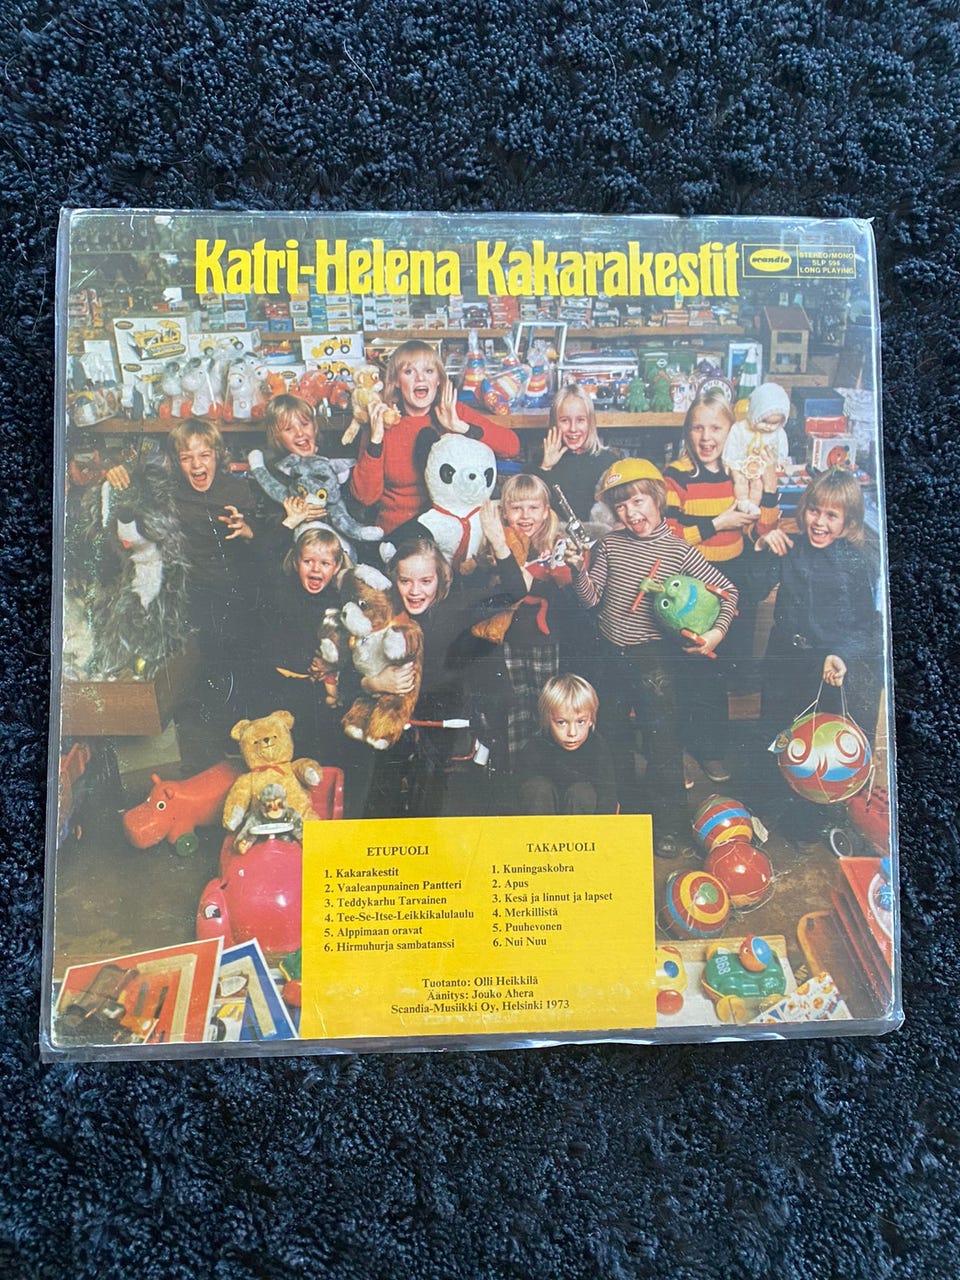 Katri-Helena Kakarakestit
scandia
STEREO/MONO
SLP 594
LONG PLAYING
ETUPUOLI
1. Kakarakestit
2. Vaaleanpunainen Pantteri
3. Teddykarhu Tarvainen
4. Tee-Se-Itse-Leikkikalulaulu
5. Alppimaan oravat
6. Hirmuhurja sambatanssi
TAKAPUOLI
1. Kuningaskobra
2. Apus
3. Kesä ja linnut ja lapset
4. Merkillistä
5. Puuhevonen
6. Nui Nuu
Tuotanto: Olli Heikkilä
Äänitys: Jouko Ahera
Scandia-Musiikki Oy, Helsinki 1973